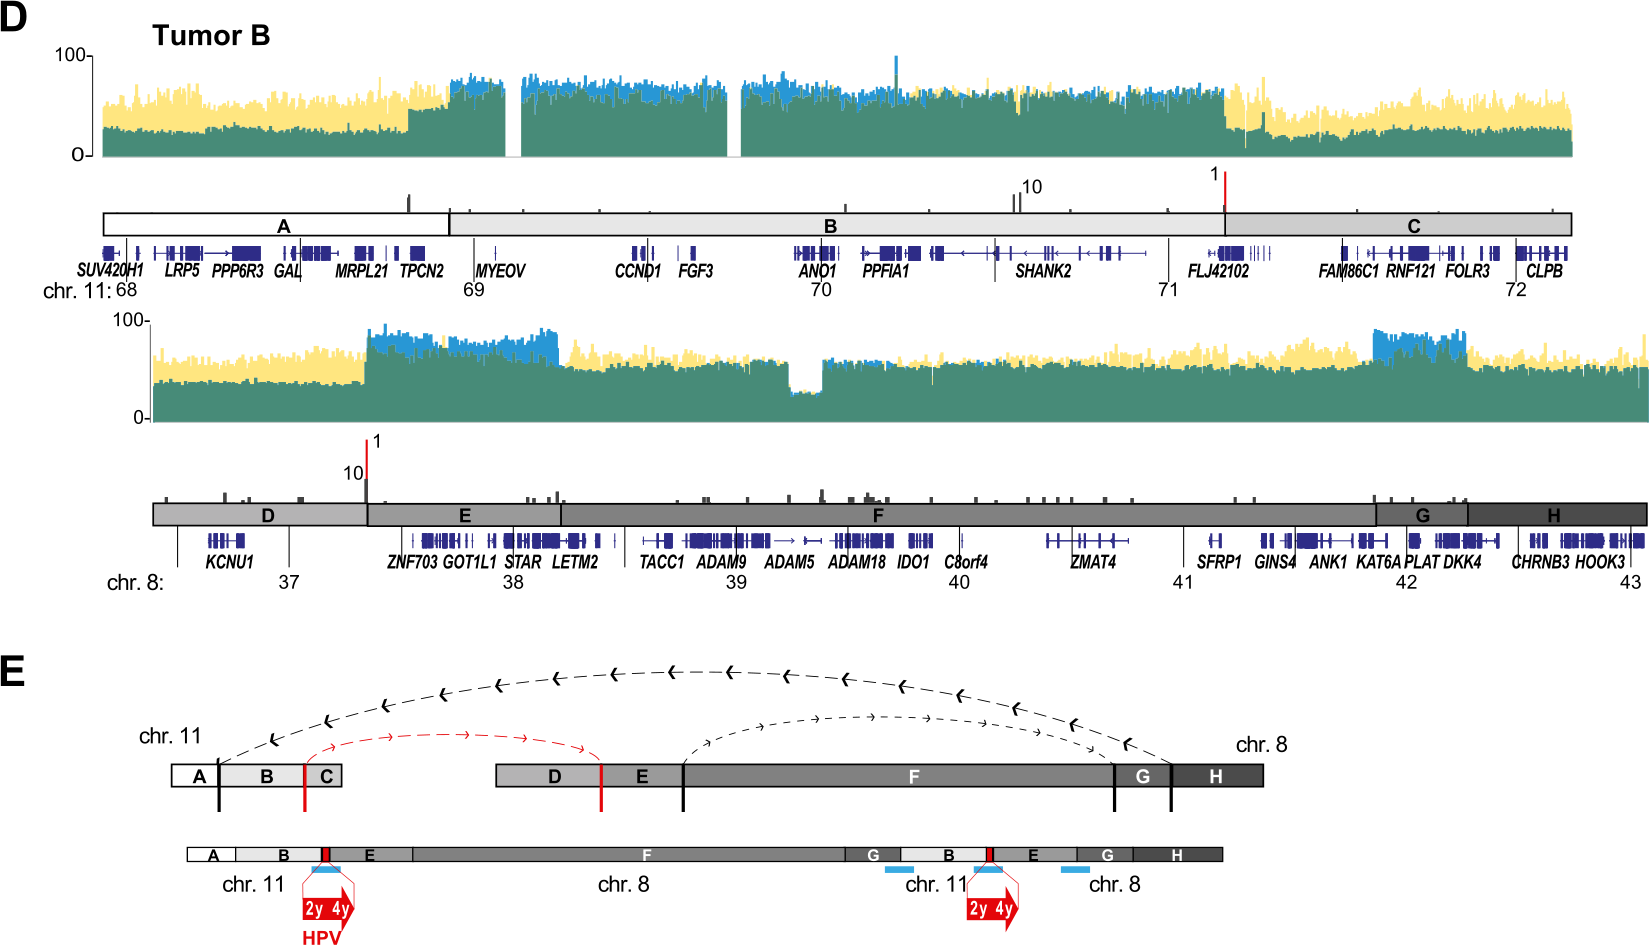 D
Tumor B
100
0
10
1
A B C
SUV420H1 LRP5 PPP6R3 GAL MRPL21 TPCN2 MYEOV CCND1 FGF3 ANO1 PPFIA1 SHANK2 FLJ42102 FAM86C1 RNF121 FOLR3 CLPB
chr. 11: 68 69 70 71 72
100
0
1
10
D E F G H
KCNU1 ZNF703 GOT1L1 STAR LETM2 TACC1 ADAM9 ADAM5 ADAM18 IDO1 C8orf4 ZMAT4 SFRP1 GINS4 ANK1 KAT6A PLAT DKK4 CHRNB3 HOOK3
chr. 8: 37 38 39 40 41 42 43
E
chr. 11 chr. 8
A B C D E F G H
A B E F G B E G H
chr. 11 chr. 8 chr. 11 chr. 8
2y 4y 2y 4y
HPV